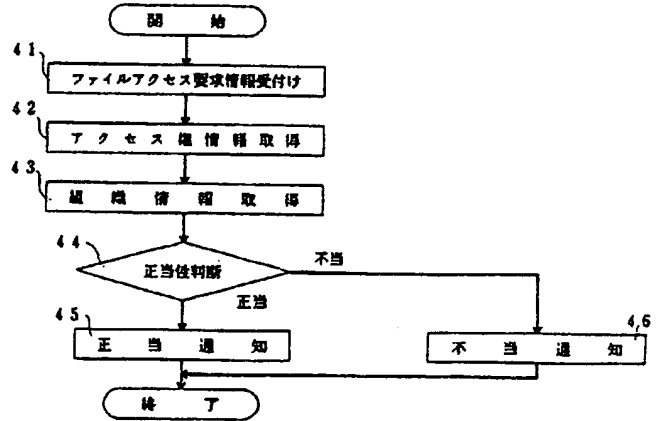 開始
41
ファイルアクセス要求情報受付け
42
アクセス権情報取得
43
組織情報取得
44
正当性判断
不当
正当
45
正当通知
46
不当通知
終了